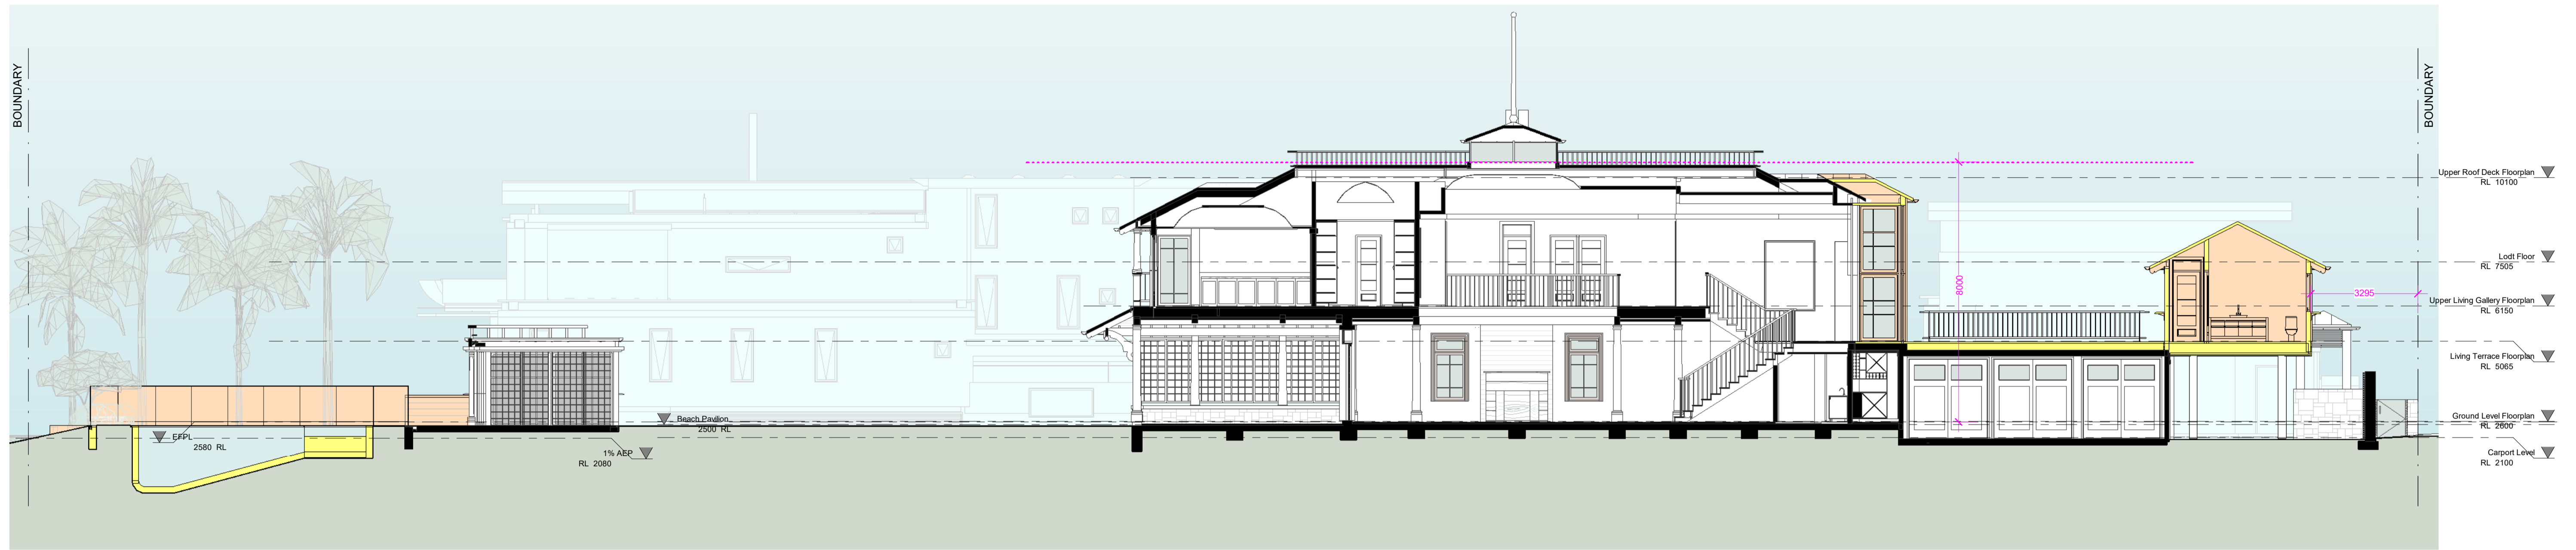 BOUNDARY
BOUNDARY
Upper Roof Deck Floorplan
RL 10100
Lodt Floor
RL 7505
8000
3295
Upper Living Gallery Floorplan
RL 6150
Living Terrace Floorplan
RL 5065
Beach Pavilion
2500 RL
Ground Level Floorplan
RL 2600
EFPL
2580 RL
1% AEP
RL 2080
Carport Level
RL 2100